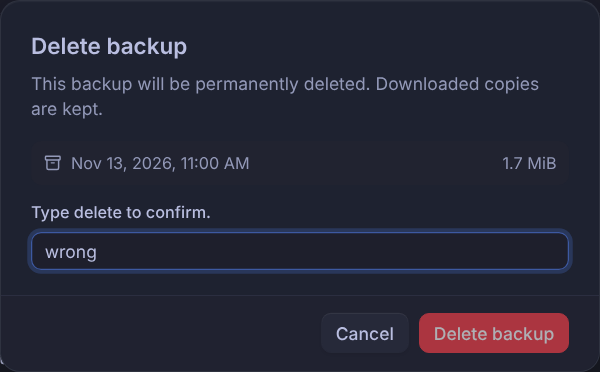 Delete backup
This backup will be permanently deleted. Downloaded copies
are kept.
Nov 13, 2026, 11:00 AM 1.7 MiB
Type delete to confirm.
wrong
Cancel Delete backup